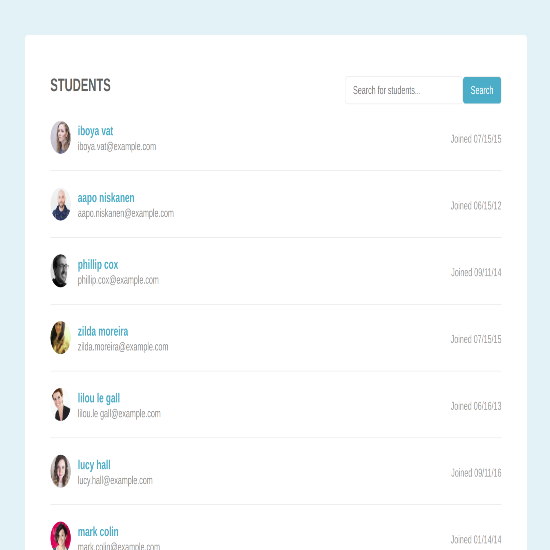 STUDENTS
Search for students...
Search
iboya vat
iboya.vat@example.com
Joined 07/15/15
aapo niskanen
aapo.niskanen@example.com
Joined 06/15/12
phillip cox
phillip.cox@example.com
Joined 09/11/14
zilda moreira
zilda.moreira@example.com
Joined 07/15/15
lilou le gall
lilou.le gall@example.com
Joined 06/16/13
lucy hall
lucy.hall@example.com
Joined 09/11/16
mark colin
mark.colin@example.com
Joined 01/14/14